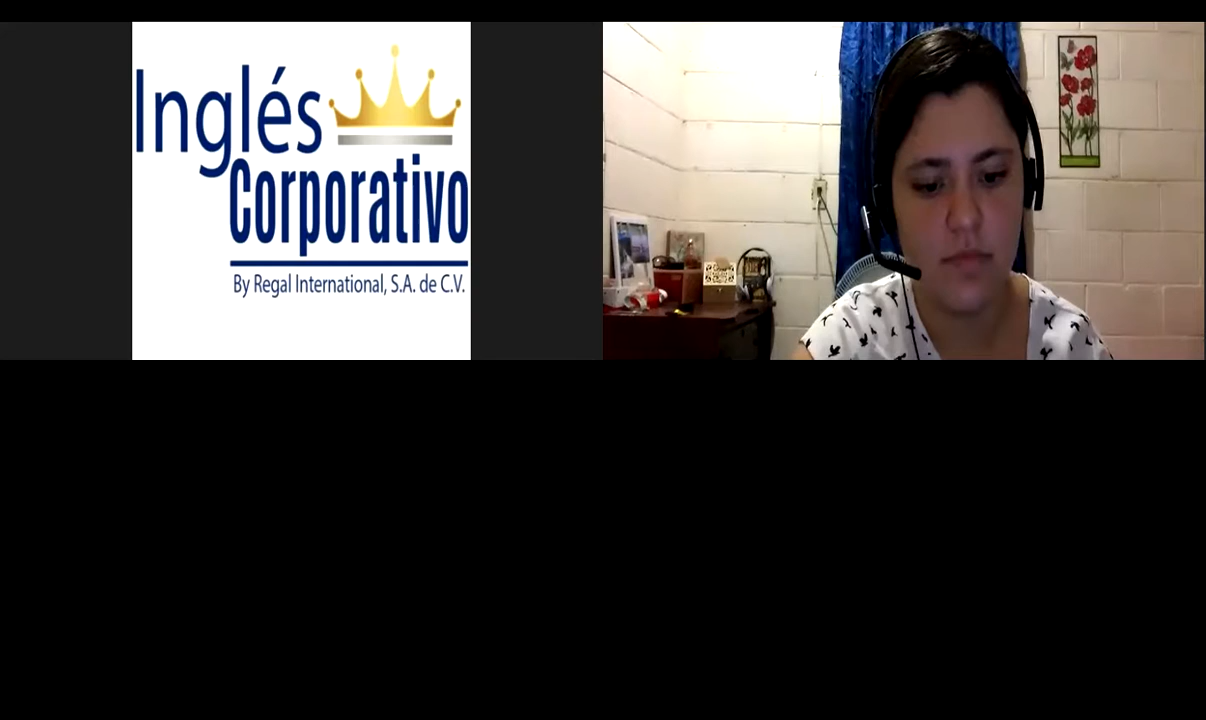 Inglés
Corporativo
By Regal International, S.A. de C.V.